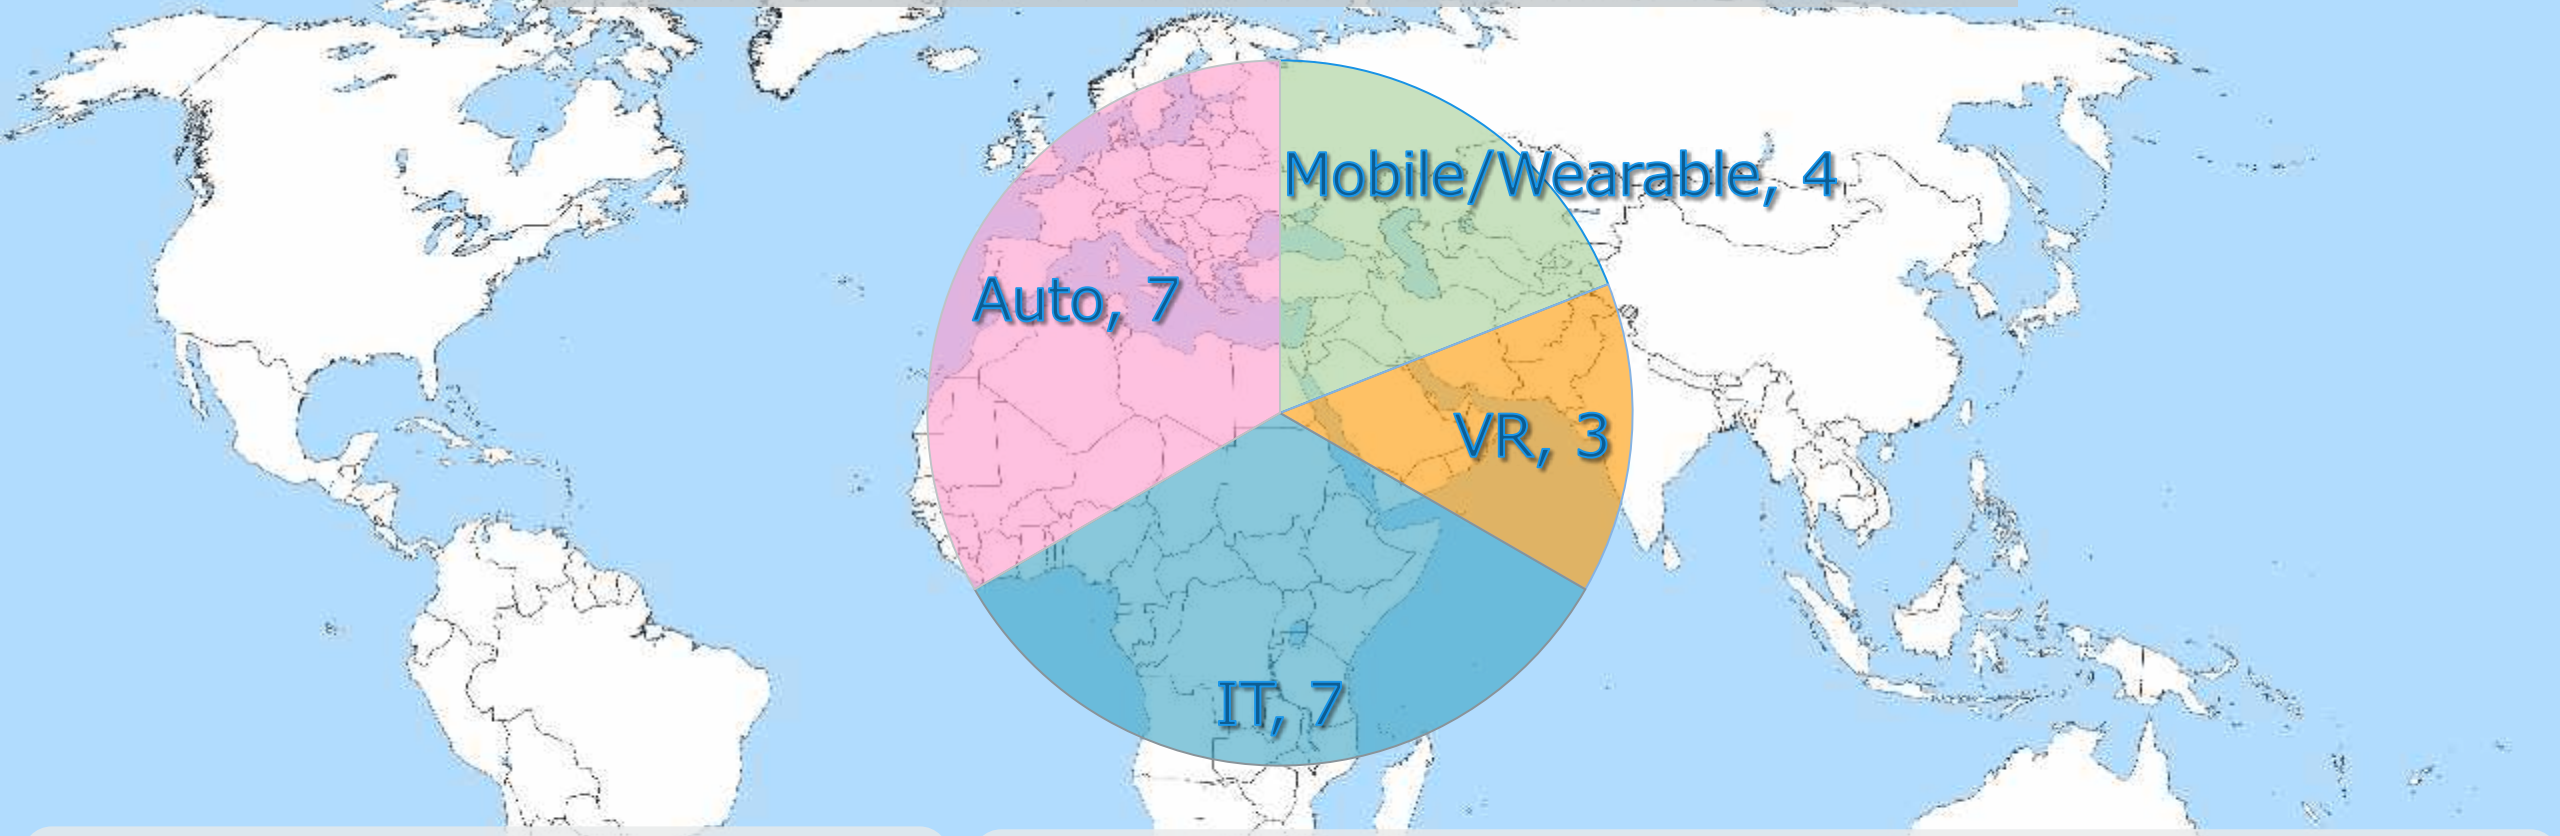 Mobile/Wearable, 4
Auto, 7
VR, 3
IT, 7